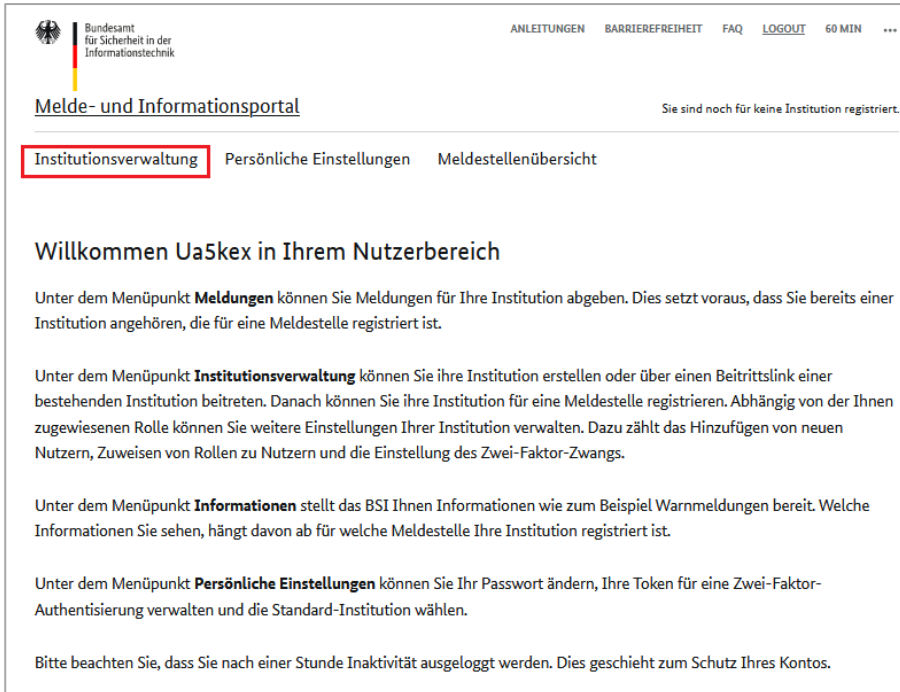 Bundesamt
für Sicherheit in der
Informationstechnik
ANLEITUNGEN BARRIEREFREIHEIT FAQ LOGOUT 60 MIN ...
Melde- und Informationsportal
Sie sind noch für keine Institution registriert.
Institutionsverwaltung Persönliche Einstellungen Meldestellenübersicht
Willkommen Ua5kex in Ihrem Nutzerbereich
Unter dem Menüpunkt Meldungen können Sie Meldungen für Ihre Institution abgeben. Dies setzt voraus, dass Sie bereits einer
Institution angehören, die für eine Meldestelle registriert ist.
Unter dem Menüpunkt Institutionsverwaltung können Sie ihre Institution erstellen oder über einen Beitrittslink einer
bestehenden Institution beitreten. Danach können Sie ihre Institution für eine Meldestelle registrieren. Abhängig von der Ihnen
zugewiesenen Rolle können Sie weitere Einstellungen Ihrer Institution verwalten. Dazu zählt das Hinzufügen von neuen
Nutzern, Zuweisen von Rollen zu Nutzern und die Einstellung des Zwei-Faktor-Zwangs.
Unter dem Menüpunkt Informationen stellt das BSI Ihnen Informationen wie zum Beispiel Warnmeldungen bereit. Welche
Informationen Sie sehen, hängt davon ab für welche Meldestelle Ihre Institution registriert ist.
Unter dem Menüpunkt Persönliche Einstellungen können Sie Ihr Passwort ändern, Ihre Token für eine Zwei-Faktor-
Authentisierung verwalten und die Standard-Institution wählen.
Bitte beachten Sie, dass Sie nach einer Stunde Inaktivität ausgeloggt werden. Dies geschieht zum Schutz Ihres Kontos.